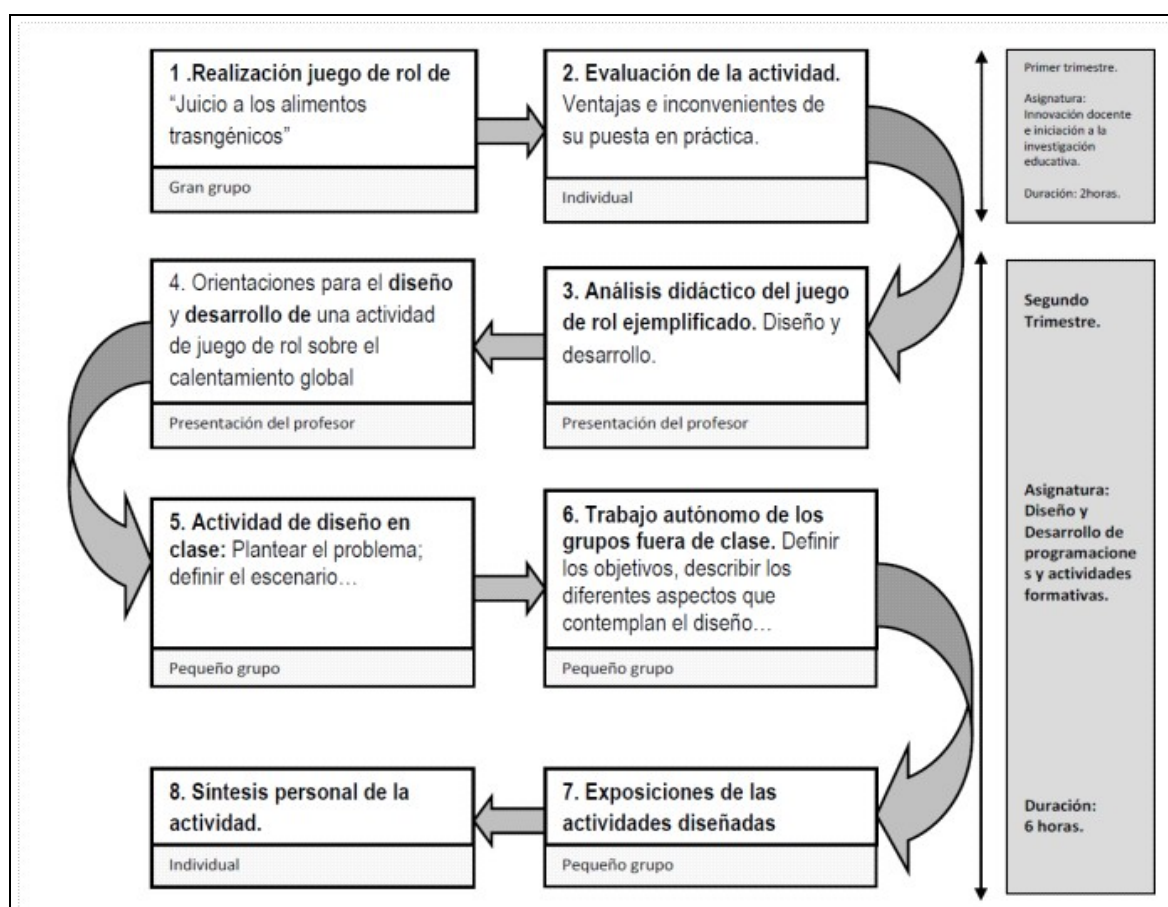 1 .Realización juego de rol de
“Juicio a los alimentos
trasngénicos”
Gran grupo
2. Evaluación de la actividad.
Ventajas e inconvenientes de
su puesta en práctica.
Individual
Primer trimestre.
Asignatura:
Innovación docente
e iniciación a la
investigación
educativa.
Duración: 2horas.
3. Análisis didáctico del juego
de rol ejemplificado. Diseño y
desarrollo.
Presentación del profesor
4. Orientaciones para el diseño
y desarrollo de una actividad
de juego de rol sobre el
calentamiento global
Presentación del profesor
5. Actividad de diseño en
clase: Plantear el problema;
definir el escenario…
Pequeño grupo
6. Trabajo autónomo de los
grupos fuera de clase. Definir
los objetivos, describir los
diferentes aspectos que
contemplan el diseño…
Pequeño grupo
7. Exposiciones de las
actividades diseñadas
Pequeño grupo
8. Síntesis personal de la
actividad.
Individual
Segundo
Trimestre.
Asignatura:
Diseño y
Desarrollo de
programacione
s y actividades
formativas.
Duración:
6 horas.